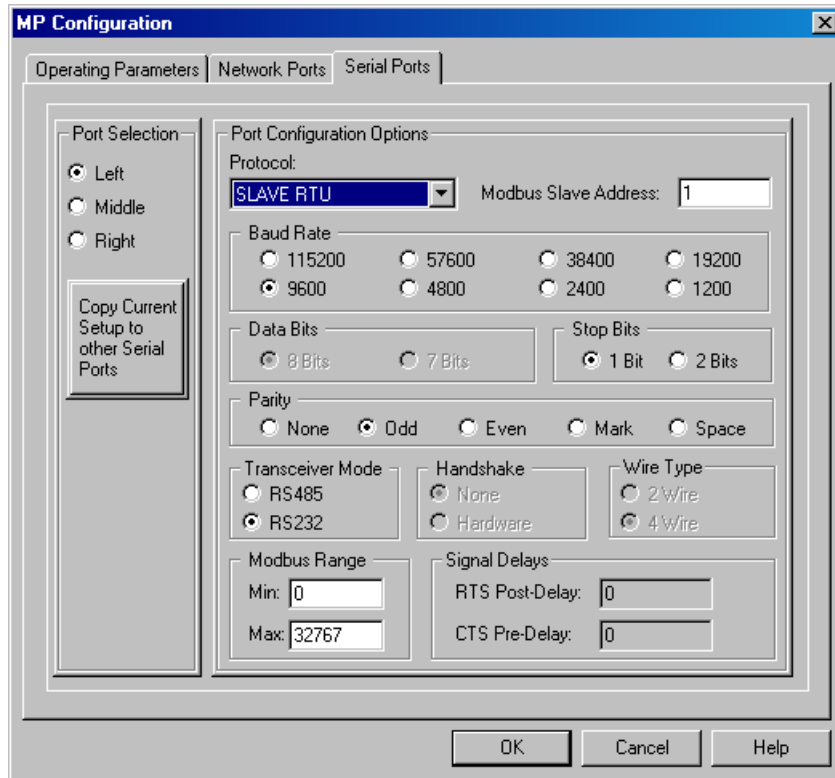 MP Configuration
Operating Parameters
Network Ports
Serial Ports
Port Selection
Left
Middle
Right
Copy Current
Setup to
other Serial
Ports
Port Configuration Options
Protocol:
SLAVE RTU
Modbus Slave Address: 1
Baud Rate
115200 57600 38400 19200
9600 4800 2400 1200
Data Bits
8 Bits 7 Bits
Stop Bits
1 Bit 2 Bits
Parity
None Odd Even Mark Space
Transceiver Mode
RS485
RS232
Handshake
None
Hardware
Wire Type
2 Wire
4 Wire
Modbus Range
Min: 0
Max: 32767
Signal Delays
RTS Post-Delay: 0
CTS Pre-Delay: 0
OK Cancel Help